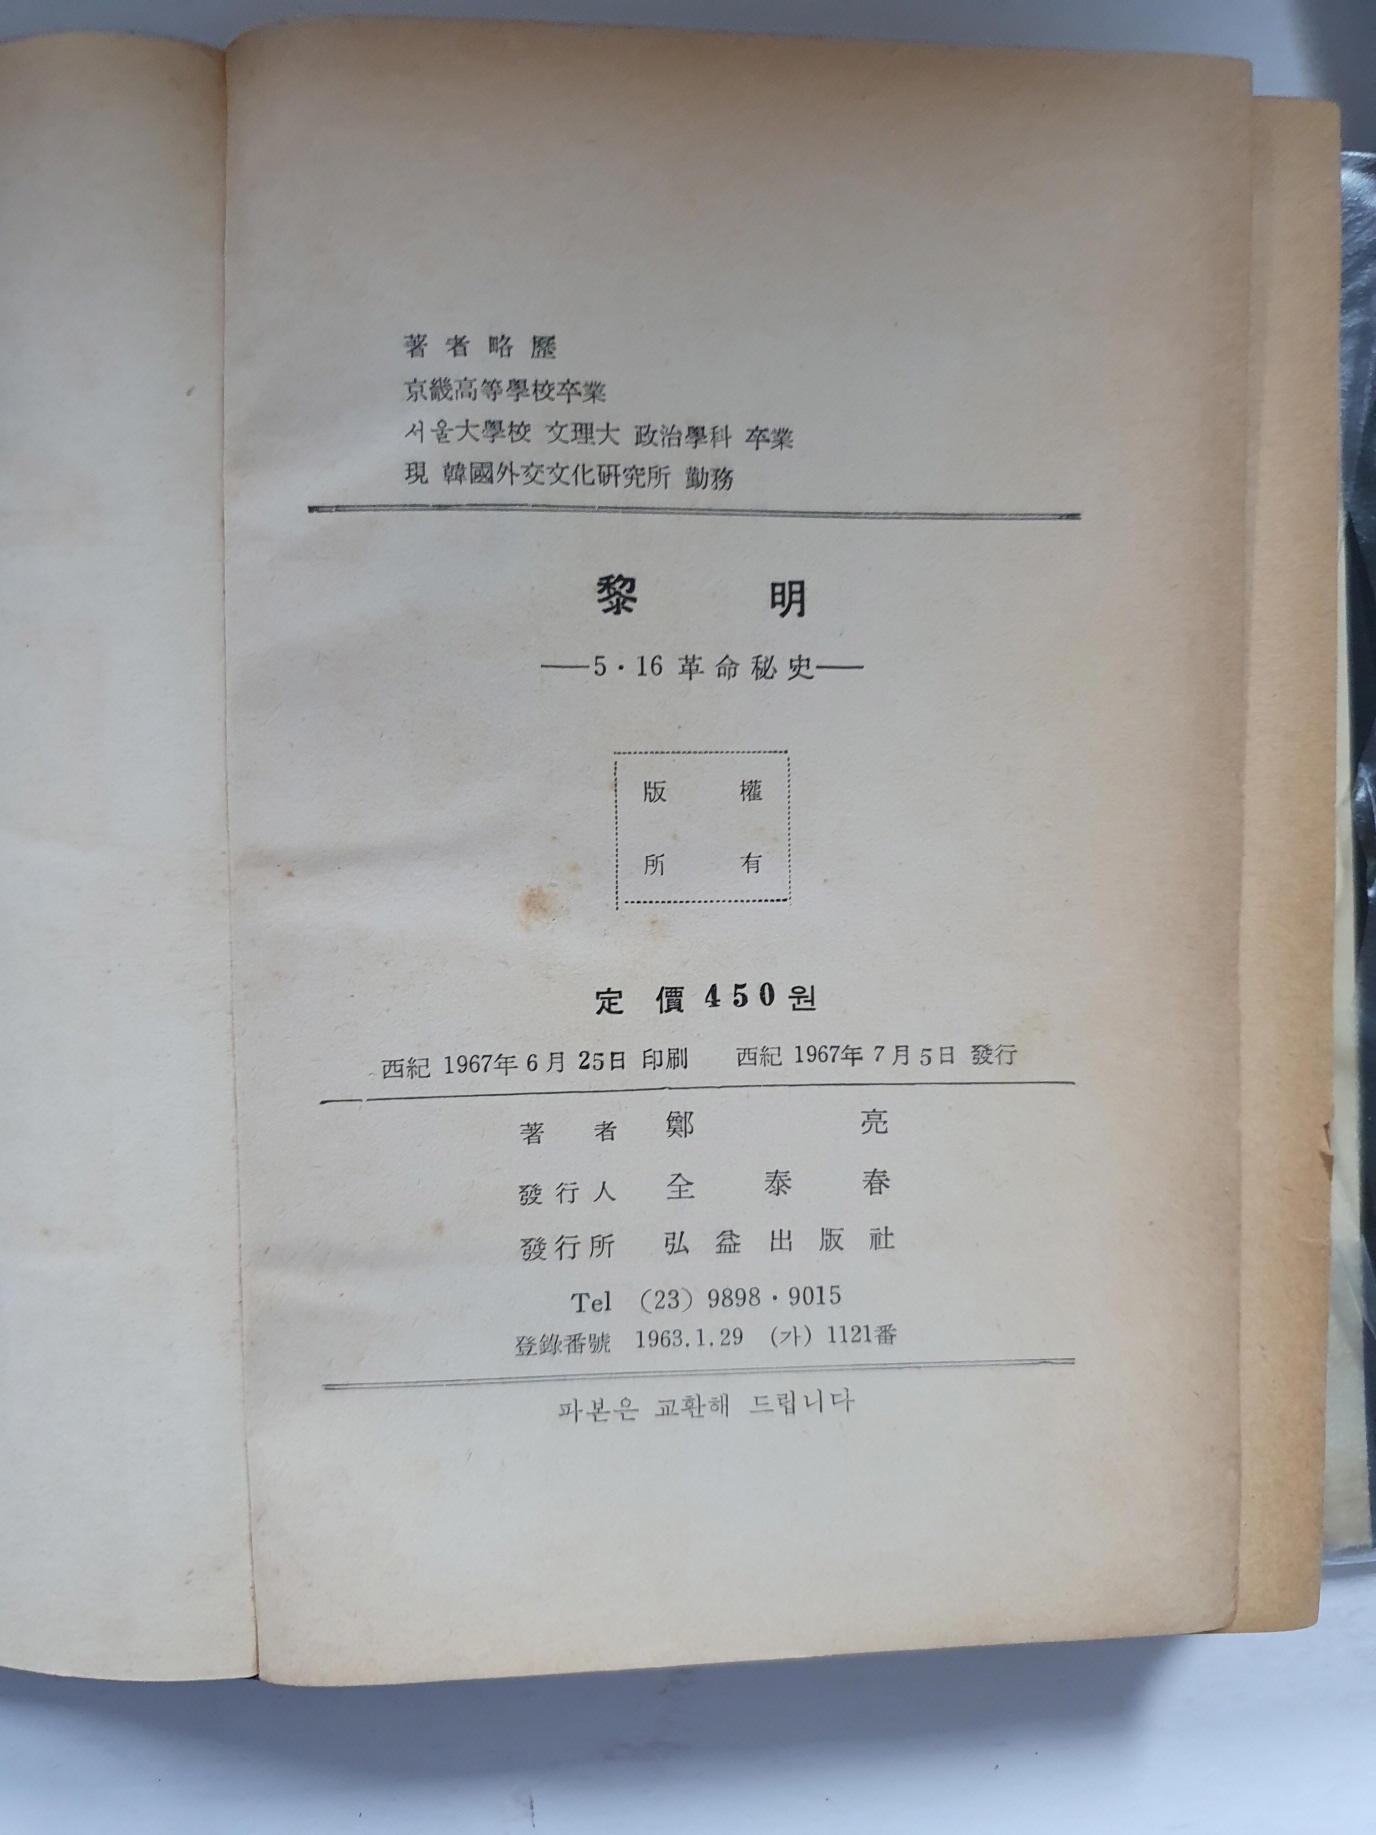 著者略歷
京畿高等學校卒業
서울大學校 文理大 政治學科 卒業
現 韓國外交文化硏究所 勤務
黎明
——5·16 革命秘史——
版權
所有
定價 450원
西紀 1967年 6月 25日 印刷 西紀 1967年 7月 5日 發行
著者 鄭亮
發行人 全泰春
發行所 弘益出版社
Tel (23) 9898·9015
登錄番號 1963.1.29 (가) 1121番
파본은 교환해 드립니다